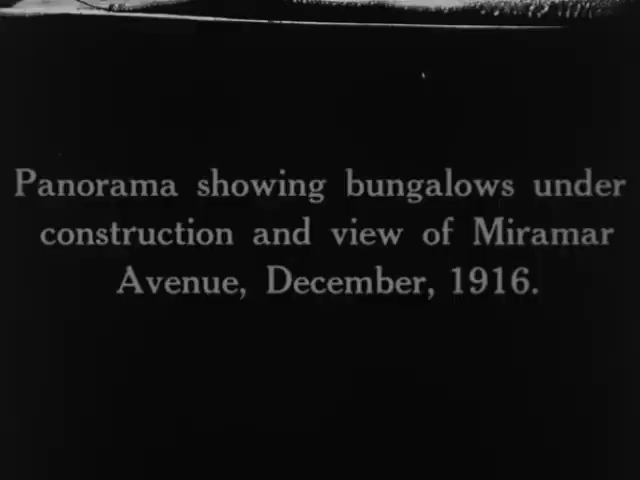 Panorama showing bungalows under
construction and view of Miramar
Avenue, December, 1916.